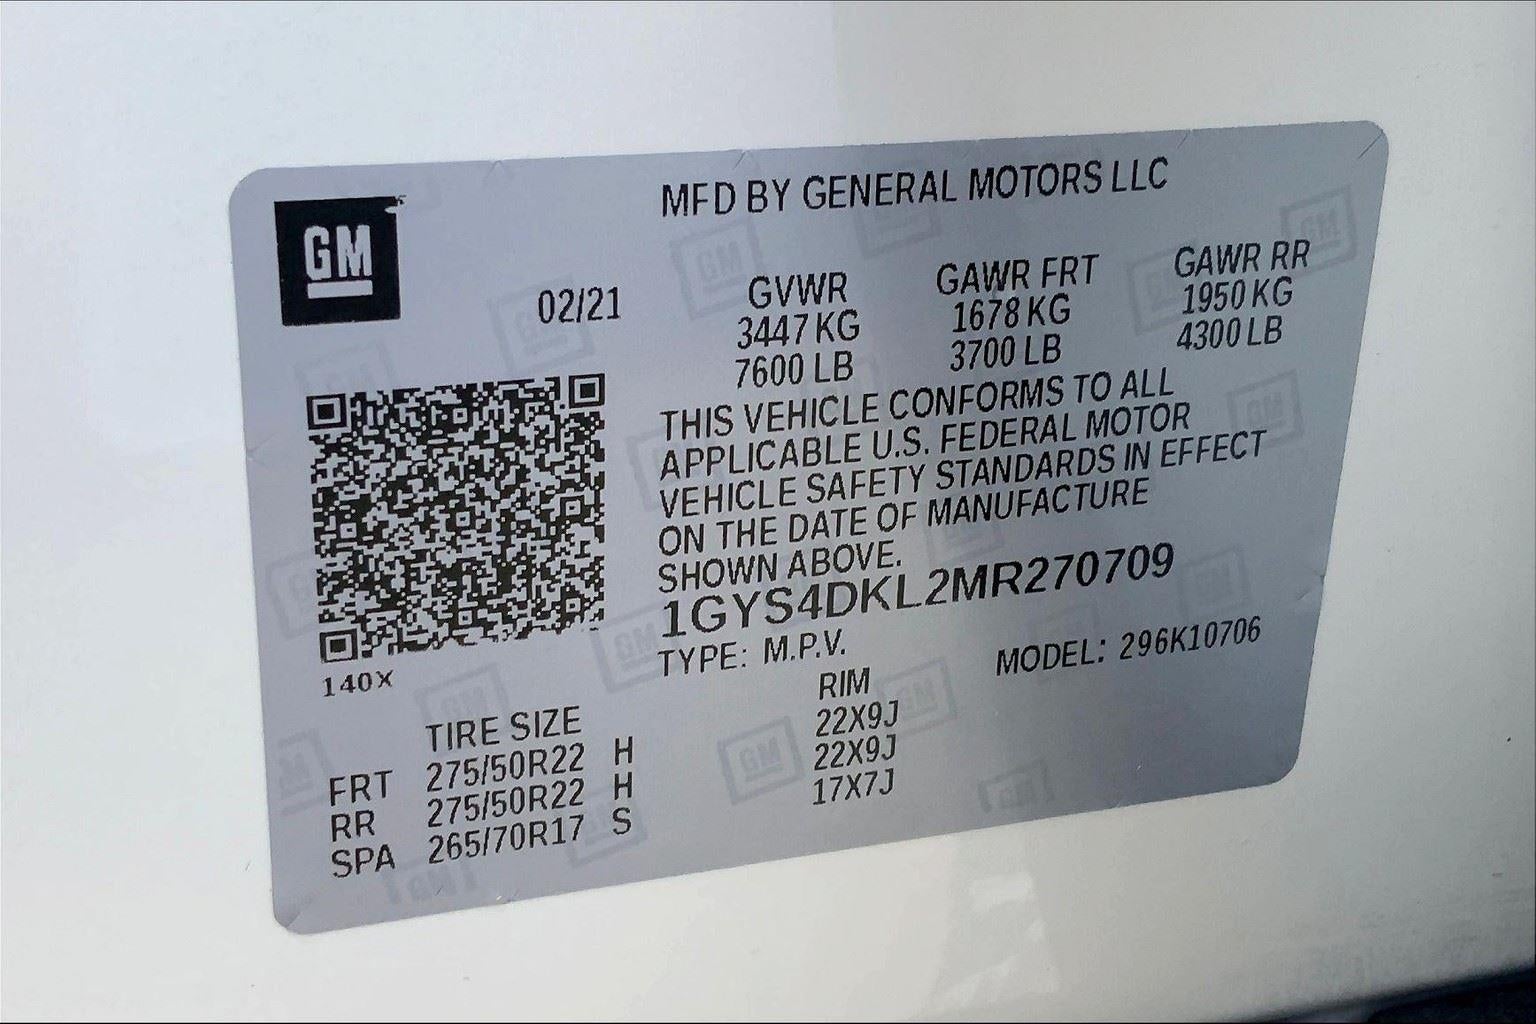 GM
MFD BY GENERAL MOTORS LLC
02/21
GVWR GAWR FRT GAWR RR
3447 KG 1678 KG 1950 KG
7600 LB 3700 LB 4300 LB
THIS VEHICLE CONFORMS TO ALL
APPLICABLE U.S. FEDERAL MOTOR
VEHICLE SAFETY STANDARDS IN EFFECT
ON THE DATE OF MANUFACTURE
SHOWN ABOVE.
1GYS4DKL2MR270709
TYPE: M.P.V. MODEL: 296K10706
140X
TIRE SIZE RIM
FRT 275/50R22 H 22X9J
RR 275/50R22 H 22X9J
SPA 265/70R17 S 17X7J